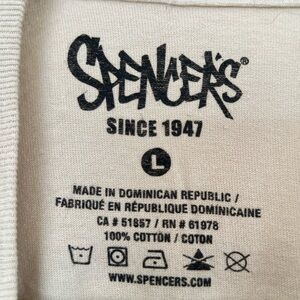 SPENCER'S®
SINCE 1947
L
MADE IN DOMINICAN REPUBLIC /
FABRIQUÉ EN RÉPUBLIQUE DOMINICAINE
CA # 51857 / RN # 61978
100% COTTON / COTON
WWW.SPENCERS.COM